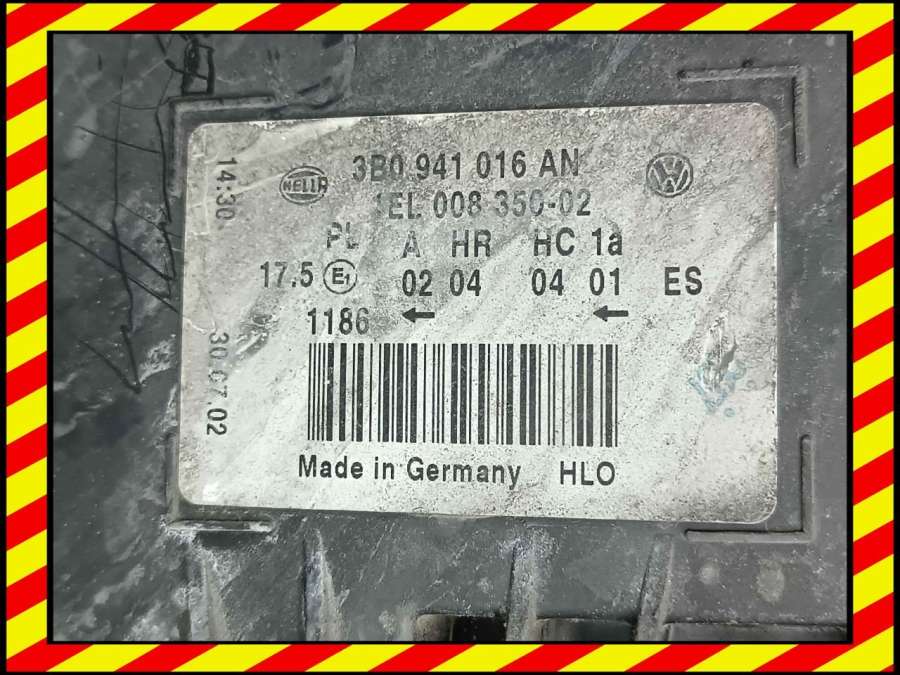 3B0 941 016 AN
HELLA
1EL 008 350-02
PL A HR HC 1a
17.5 E1 02 04 04 01 ES
1186 ← ←
Made in Germany HLO
14:30
30.07.02